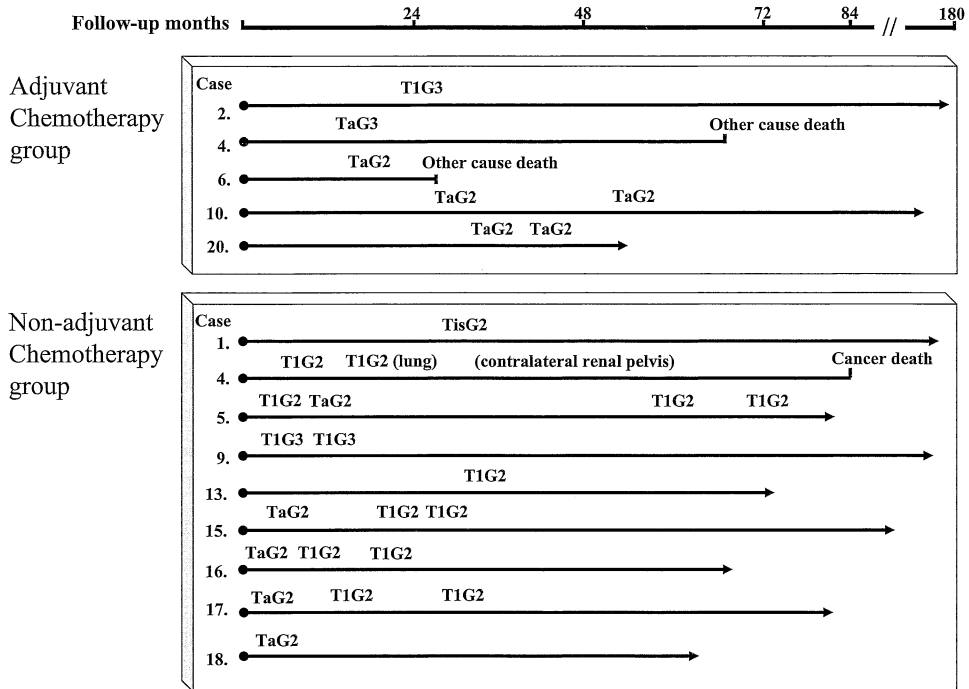 24 48 72 84 180
Follow-up months //
Adjuvant
Chemotherapy
group
Case
T1G3
2.
TaG3 Other cause death
4.
TaG2 Other cause death
6.
TaG2 TaG2
10.
TaG2 TaG2
20.
Non-adjuvant
Chemotherapy
group
Case
TisG2
1.
T1G2 T1G2 (lung) (contralateral renal pelvis) Cancer death
4.
T1G2 TaG2 T1G2 T1G2
5.
T1G3 T1G3
9.
T1G2
13.
TaG2 T1G2 T1G2
15.
TaG2 T1G2 T1G2
16.
TaG2 T1G2 T1G2
17.
TaG2
18.